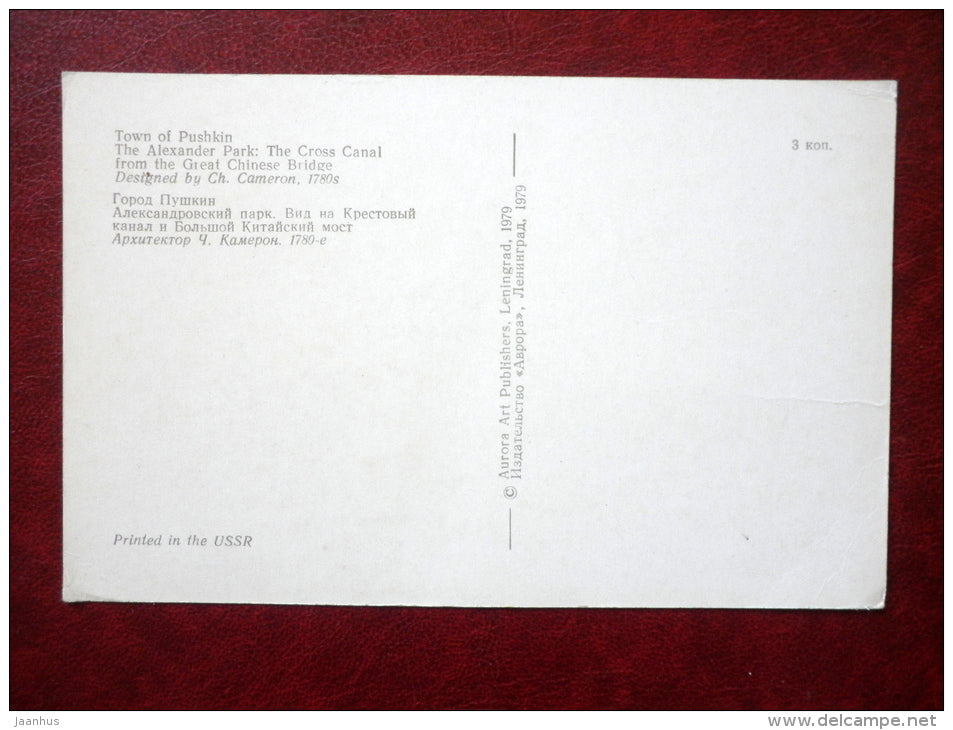 Town of Pushkin
The Alexander Park: The Cross Canal
from the Great Chinese Bridge
Designed by Ch. Cameron, 1780s
Город Пушкин
Александровский парк. Вид на Крестовый
канал и Большой Китайский мост
Архитектор Ч. Камерон. 1780-е
Printed in the USSR
© Aurora Art Publishers, Leningrad, 1979
Издательство «Аврора», Ленинград, 1979
3 коп.
jaanhus
delcampe.net